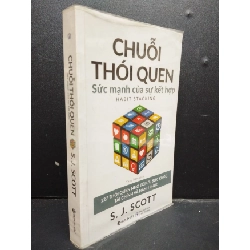 CHUỖI
THÓI QUEN
Sức mạnh của sự kết hợp
HABIT STACKING
S. J. SCOTT
CHUỖI THÓI QUEN
S. J. SCOTT